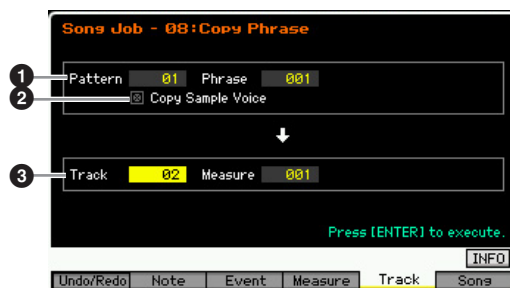 Song Job - 08:Copy Phrase
1 Pattern 01 Phrase 001
2 Copy Sample Voice
3 Track 02 Measure 001
Press [ENTER] to execute.
INFO
Undo/Redo Note Event Measure Track Song